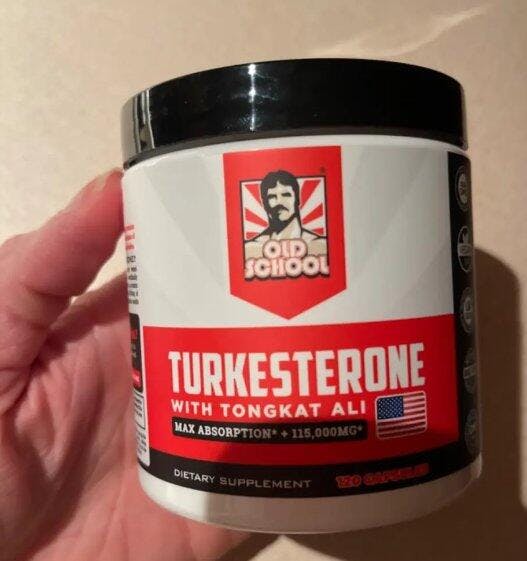 OLD
SCHOOL
TURKESTERONE
WITH TONGKAT ALI
MAX ABSORPTION* + 115,000MG*
DIETARY SUPPLEMENT 120 CAPSULES